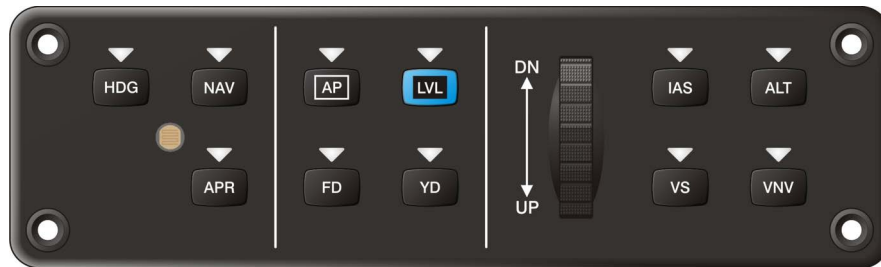 HDG NAV AP LVL DN IAS ALT
APR FD YD UP VS VNV